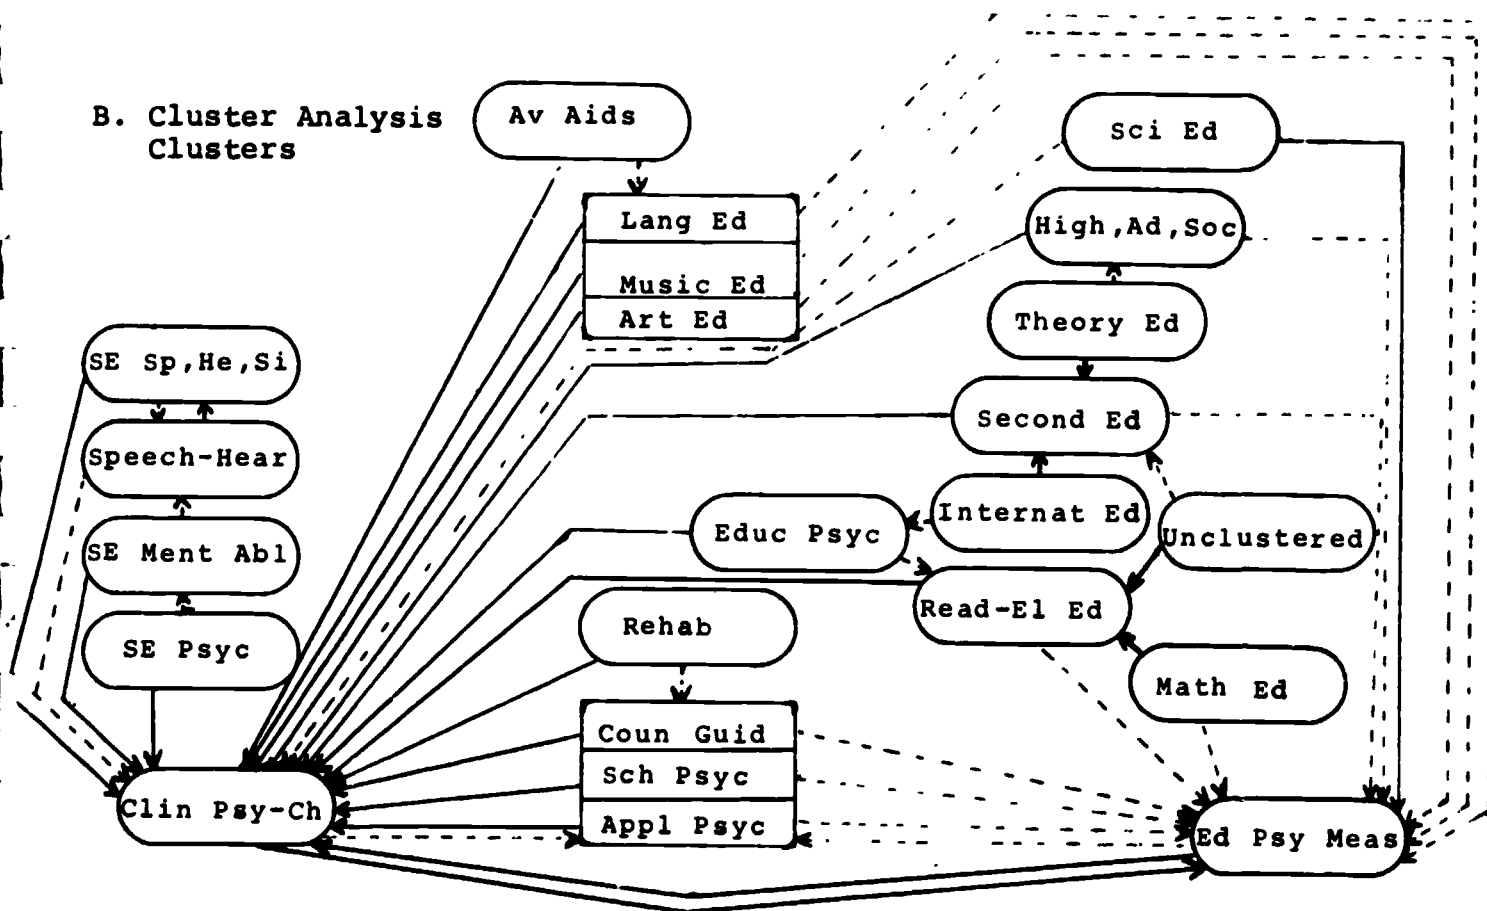 B. Cluster Analysis
Clusters
Av Aids
Sci Ed
Lang Ed
High,Ad,Soc
Music Ed
Art Ed
Theory Ed
SE Sp,He,Si
Second Ed
Speech-Hear
Internat Ed
Educ Psyc
Unclustered
SE Ment Abl
Read-El Ed
Rehab
SE Psyc
Math Ed
Coun Guid
Sch Psyc
Clin Psy-Ch
Appl Psyc
Ed Psy Meas